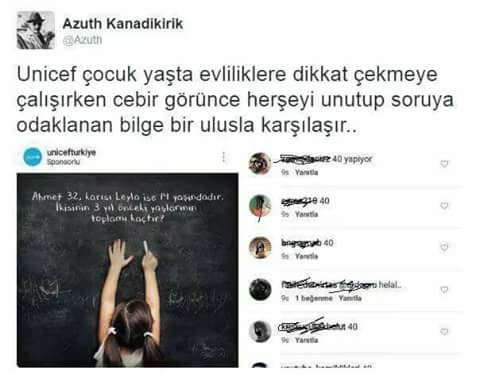 Azuth Kanadikirik
@Azuth
Unicef çocuk yaşta evliliklere dikkat çekmeye
çalışırken cebir görünce herşeyi unutup soruya
odaklanan bilge bir ulusla karşılaşır..
unicefturkiye
Sponsorlu
Ahmet 32, karısı Leyla ise 14 yaşındadır.
İkisinin 3 yıl önceki yaşlarının
toplamı kaçtır?
40 yapiyor
9s Yanıtla
40
9s Yanıtla
40
9s Yanıtla
helal..
9s 1 beğenme Yanıtla
40
9s Yanıtla
40